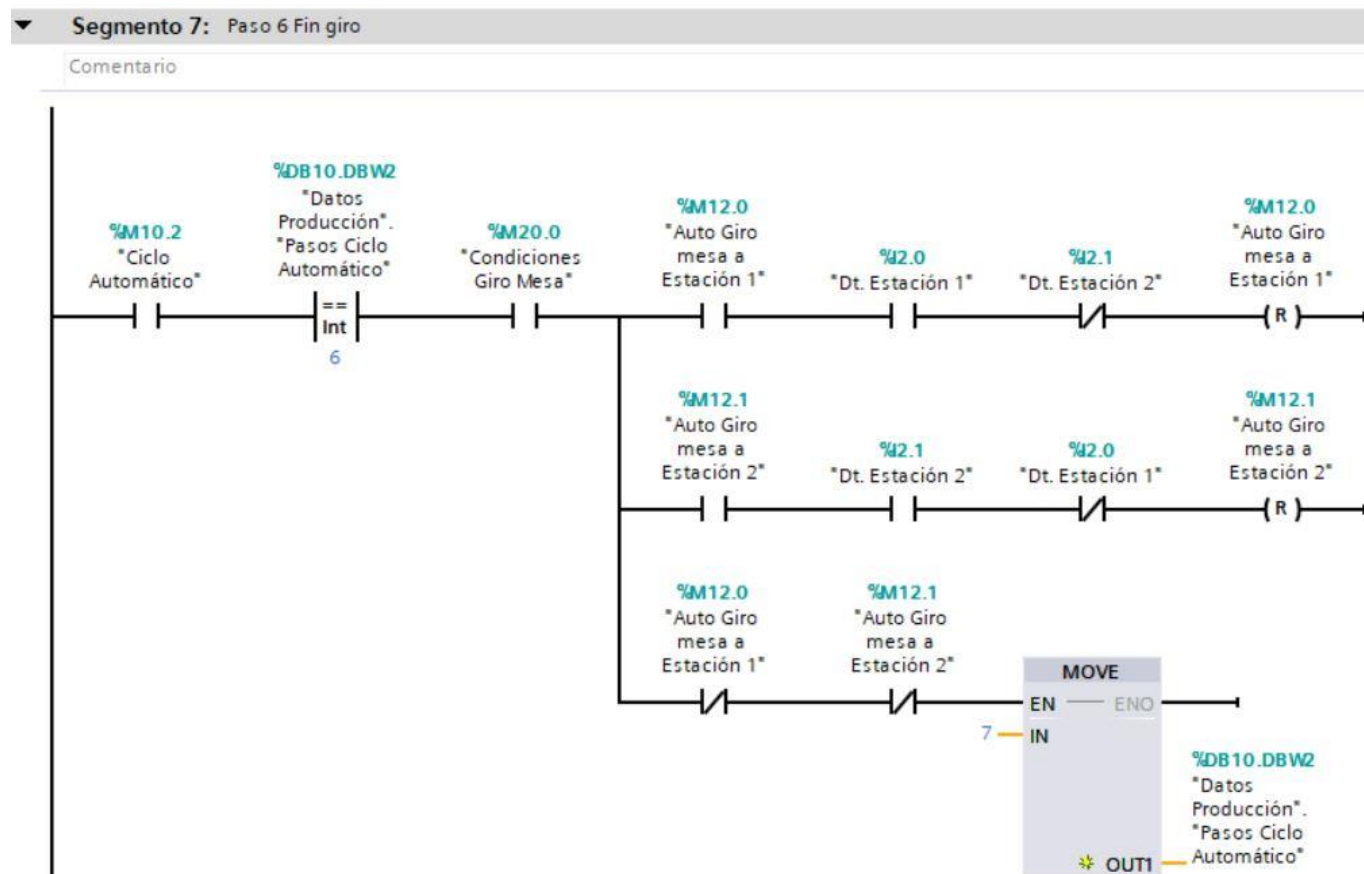 Segmento 7: Paso 6 Fin giro
Comentario
%M10.2
"Ciclo
Automático"
%DB10.DBW2
"Datos
Producción".
"Pasos Ciclo
Automático"
==
Int
6
%M20.0
"Condiciones
Giro Mesa"
%M12.0
"Auto Giro
mesa a
Estación 1"
%I2.0
"Dt. Estación 1"
%I2.1
"Dt. Estación 2"
%M12.0
"Auto Giro
mesa a
Estación 1"
R
%M12.1
"Auto Giro
mesa a
Estación 2"
%I2.1
"Dt. Estación 2"
%I2.0
"Dt. Estación 1"
%M12.1
"Auto Giro
mesa a
Estación 2"
R
%M12.0
"Auto Giro
mesa a
Estación 1"
%M12.1
"Auto Giro
mesa a
Estación 2"
MOVE
EN ENO
7 IN
OUT1
%DB10.DBW2
"Datos
Producción".
"Pasos Ciclo
Automático"